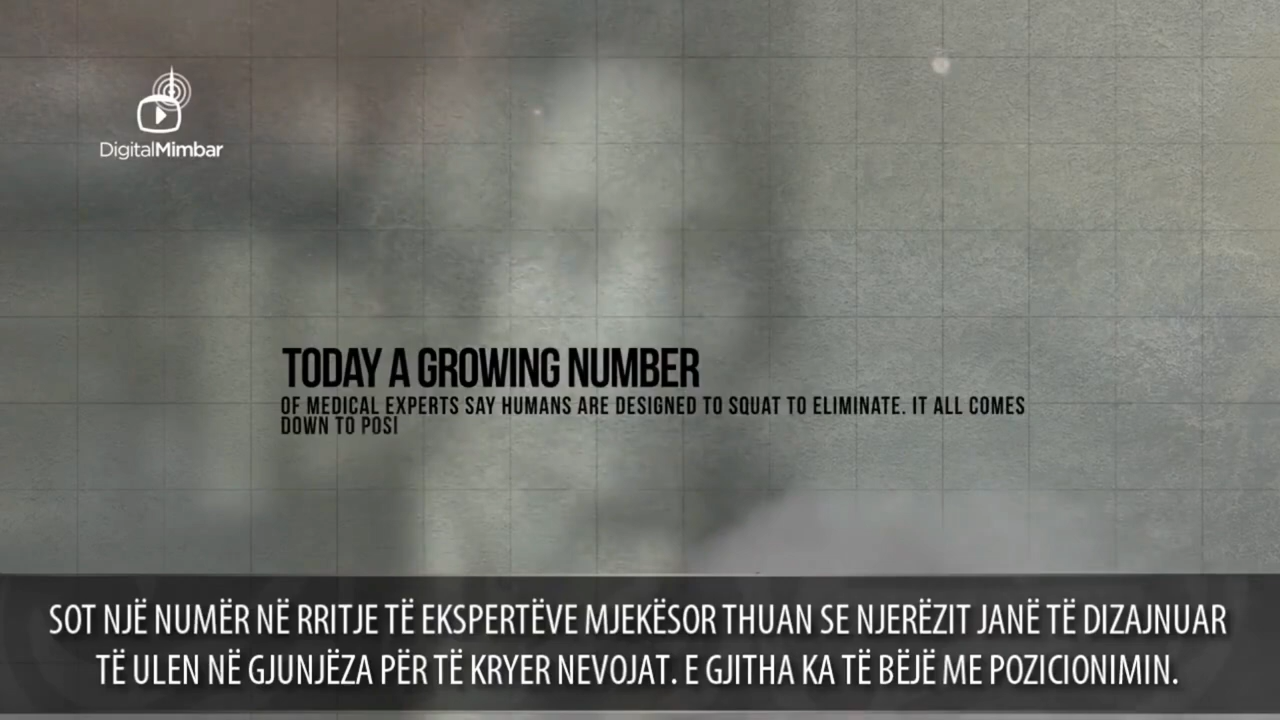 DigitalMimbar
TODAY A GROWING NUMBER
OF MEDICAL EXPERTS SAY HUMANS ARE DESIGNED TO SQUAT TO ELIMINATE. IT ALL COMES
DOWN TO POSI
SOT NJË NUMËR NË RRITJE TË EKSPERTËVE MJEKËSOR THUAN SE NJERËZIT JANË TË DIZAJNUAR
TË ULEN NË GJUNJËZA PËR TË KRYER NEVOJAT. E GJITHA KA TË BËJË ME POZICIONIMIN.